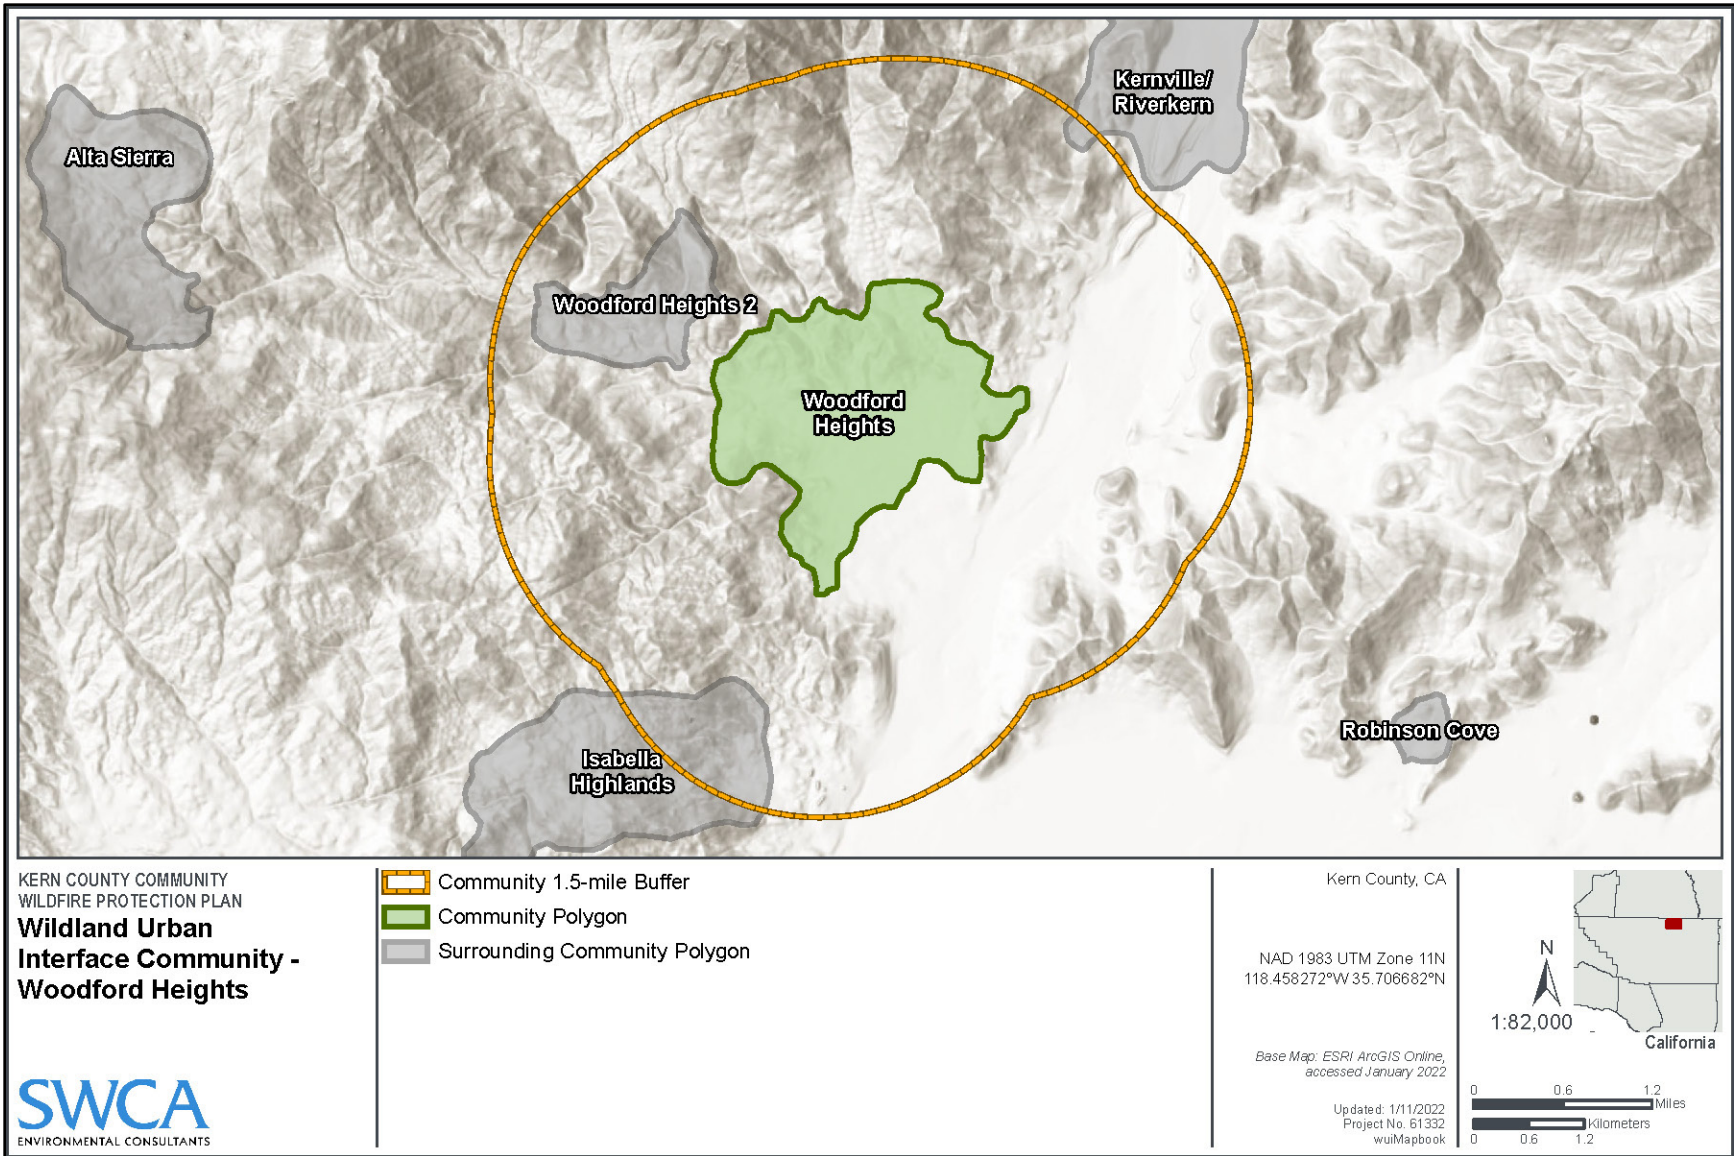 Kernville/
Riverkern
Alta Sierra
Woodford Heights 2
Woodford
Heights
Isabella
Highlands
Robinson Cove
KERN COUNTY COMMUNITY
WILDFIRE PROTECTION PLAN
Wildland Urban
Interface Community -
Woodford Heights
SWCA
ENVIRONMENTAL CONSULTANTS
Community 1.5-mile Buffer
Community Polygon
Surrounding Community Polygon
Kern County, CA
NAD 1983 UTM Zone 11N
118.458272°W 35.706682°N
Base Map: ESRI ArcGIS Online,
accessed January 2022
Updated: 1/11/2022
Project No. 61332
wuiMapbook
N
1:82,000
California
0 0.6 1.2
Miles
Kilometers
0 0.6 1.2